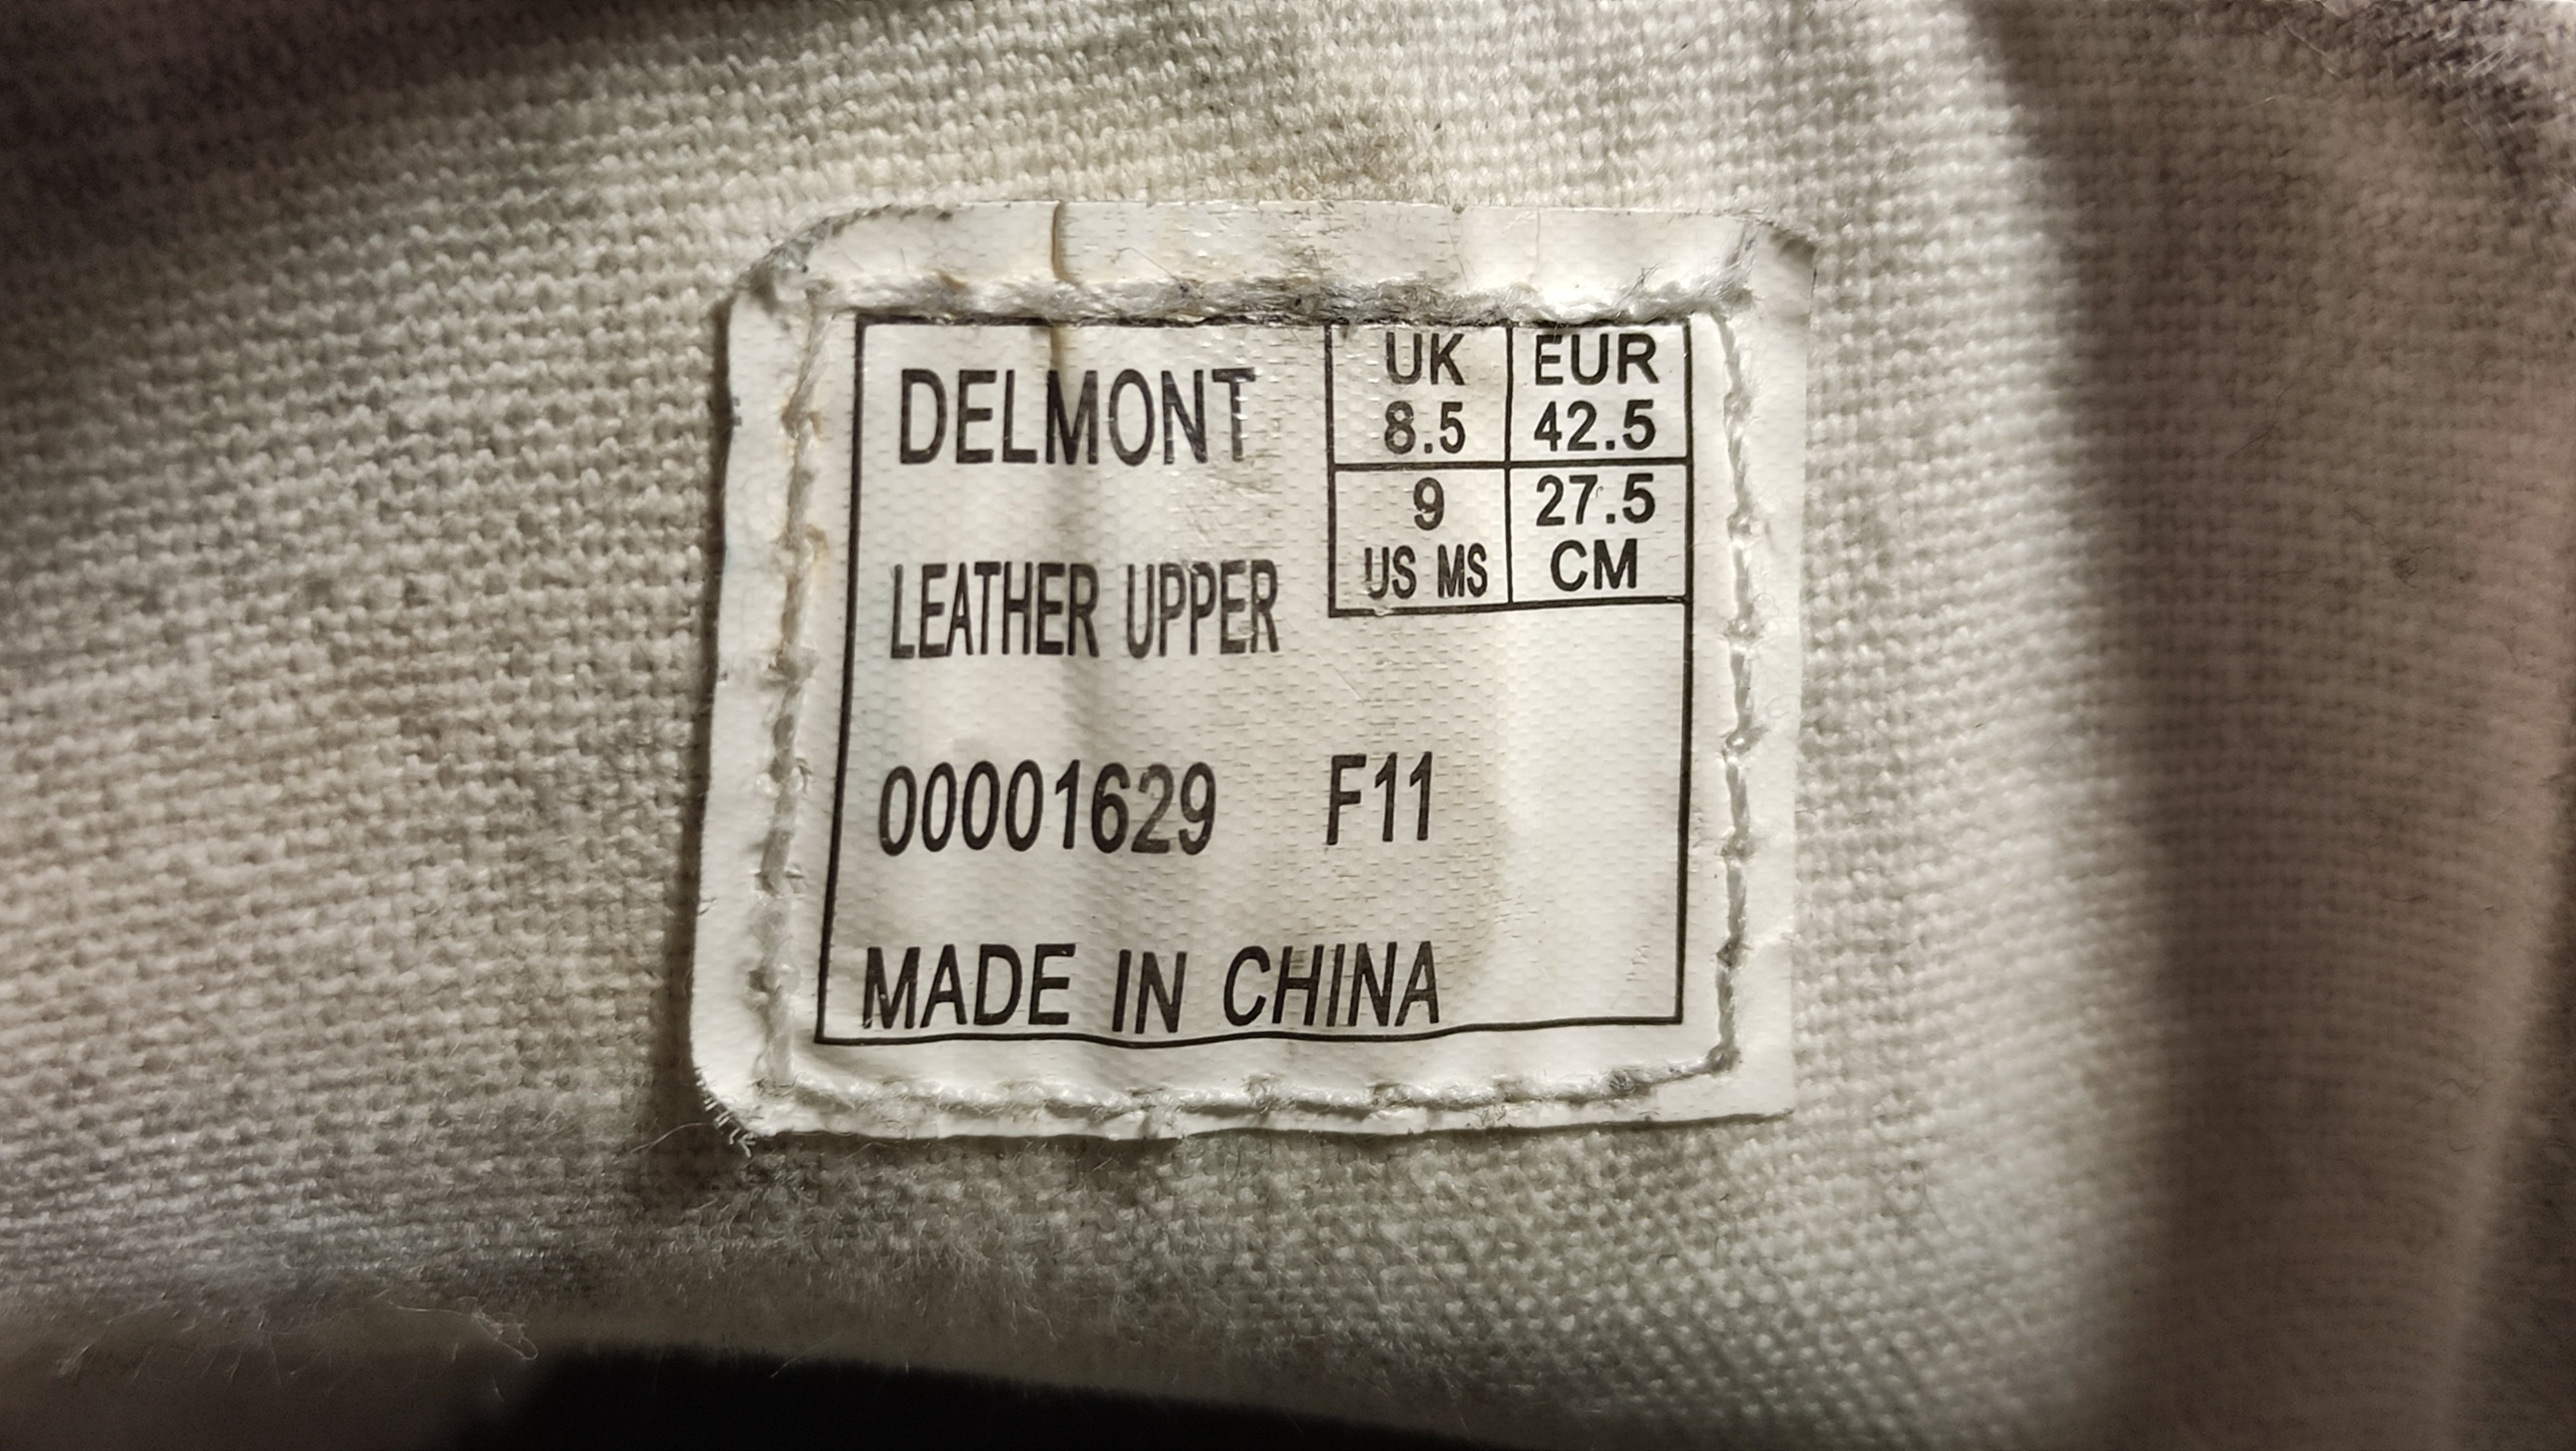 DELMONT
UK EUR
8.5 42.5
9 27.5
US MS CM
LEATHER UPPER
00001629 F11
MADE IN CHINA